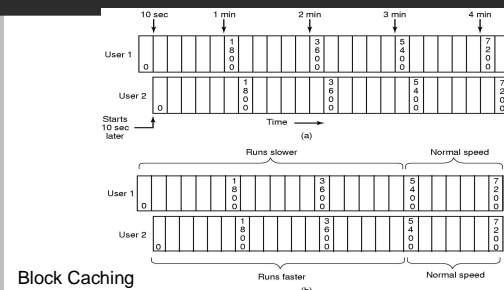 10 sec 1 min 2 min 3 min 4 min
User 1 0 1800 3600 5400 7200
User 2 0 1800 3600 5400 7200
Starts
10 sec
later
Time
(a)
Runs slower Normal speed
User 1 0 1800 3600 5400 7200
User 2 0 1800 3600 5400 7200
Runs faster Normal speed
(b)
Block Caching